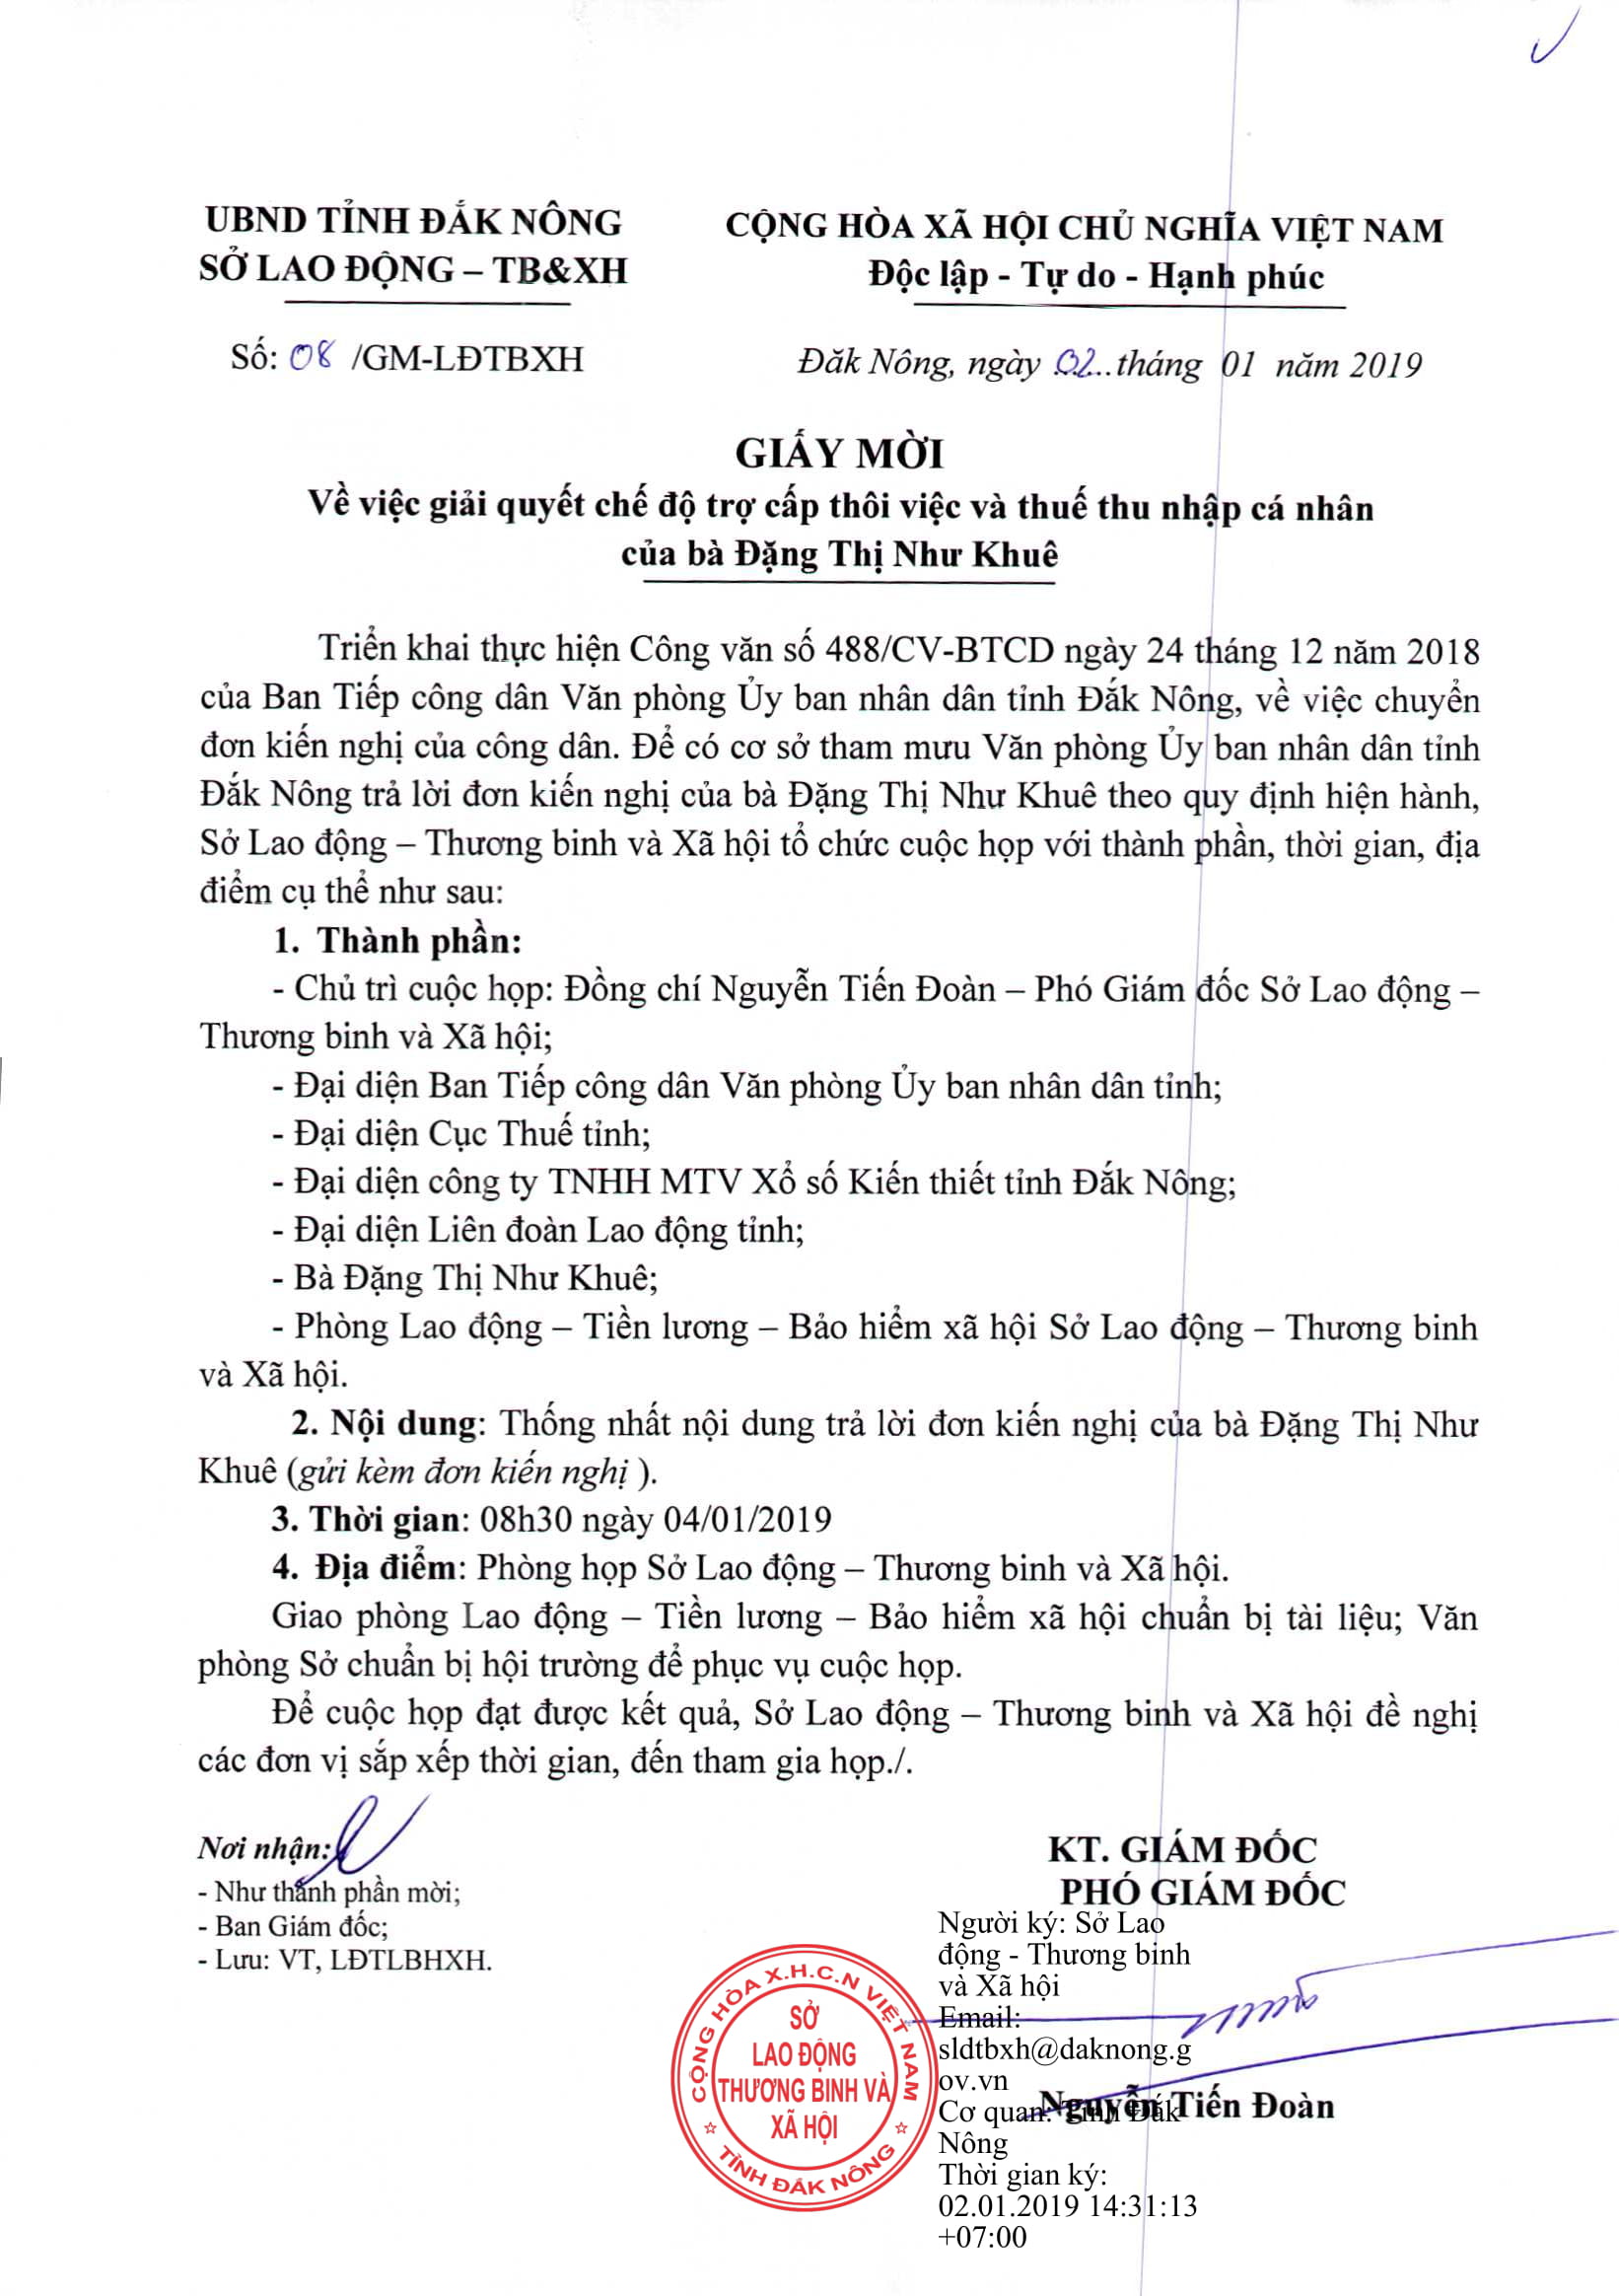 UBND TỈNH ĐẮK NÔNG
SỞ LAO ĐỘNG – TB&XH
CỘNG HÒA XÃ HỘI CHỦ NGHĨA VIỆT NAM
Độc lập - Tự do - Hạnh phúc
Số: 08 /GM-LĐTBXH
Đăk Nông, ngày 02 tháng 01 năm 2019
GIẤY MỜI
Về việc giải quyết chế độ trợ cấp thôi việc và thuế thu nhập cá nhân
của bà Đặng Thị Như Khuê
Triển khai thực hiện Công văn số 488/CV-BTCD ngày 24 tháng 12 năm 2018
của Ban Tiếp công dân Văn phòng Ủy ban nhân dân tỉnh Đắk Nông, về việc chuyển
đơn kiến nghị của công dân. Để có cơ sở tham mưu Văn phòng Ủy ban nhân dân tỉnh
Đắk Nông trả lời đơn kiến nghị của bà Đặng Thị Như Khuê theo quy định hiện hành,
Sở Lao động – Thương binh và Xã hội tổ chức cuộc họp với thành phần, thời gian, địa
điểm cụ thể như sau:
1. Thành phần:
- Chủ trì cuộc họp: Đồng chí Nguyễn Tiến Đoàn – Phó Giám đốc Sở Lao động –
Thương binh và Xã hội;
- Đại diện Ban Tiếp công dân Văn phòng Ủy ban nhân dân tỉnh;
- Đại diện Cục Thuế tỉnh;
- Đại diện công ty TNHH MTV Xổ số Kiến thiết tỉnh Đắk Nông;
- Đại diện Liên đoàn Lao động tỉnh;
- Bà Đặng Thị Như Khuê;
- Phòng Lao động – Tiền lương – Bảo hiểm xã hội Sở Lao động – Thương binh
và Xã hội.
2. Nội dung: Thống nhất nội dung trả lời đơn kiến nghị của bà Đặng Thị Như
Khuê (gửi kèm đơn kiến nghị ).
3. Thời gian: 08h30 ngày 04/01/2019
4. Địa điểm: Phòng họp Sở Lao động – Thương binh và Xã hội.
Giao phòng Lao động – Tiền lương – Bảo hiểm xã hội chuẩn bị tài liệu; Văn
phòng Sở chuẩn bị hội trường để phục vụ cuộc họp.
Để cuộc họp đạt được kết quả, Sở Lao động – Thương binh và Xã hội đề nghị
các đơn vị sắp xếp thời gian, đến tham gia họp./.
Nơi nhận:
- Như thành phần mời;
- Ban Giám đốc;
- Lưu: VT, LĐTLBHXH.
KT. GIÁM ĐỐC
PHÓ GIÁM ĐỐC
Người ký: Sở Lao
động - Thương binh
và Xã hội
Email:
sldtbxh@daknong.g
ov.vn
Cơ quan: Tỉnh Đắk
Nông
Thời gian ký:
02.01.2019 14:31:13
+07:00
Nguyễn Tiến Đoàn
CỘNG HÒA X.H.C.N VIỆT NAM
SỞ
LAO ĐỘNG
THƯƠNG BINH VÀ
XÃ HỘI
TỈNH ĐẮK NÔNG